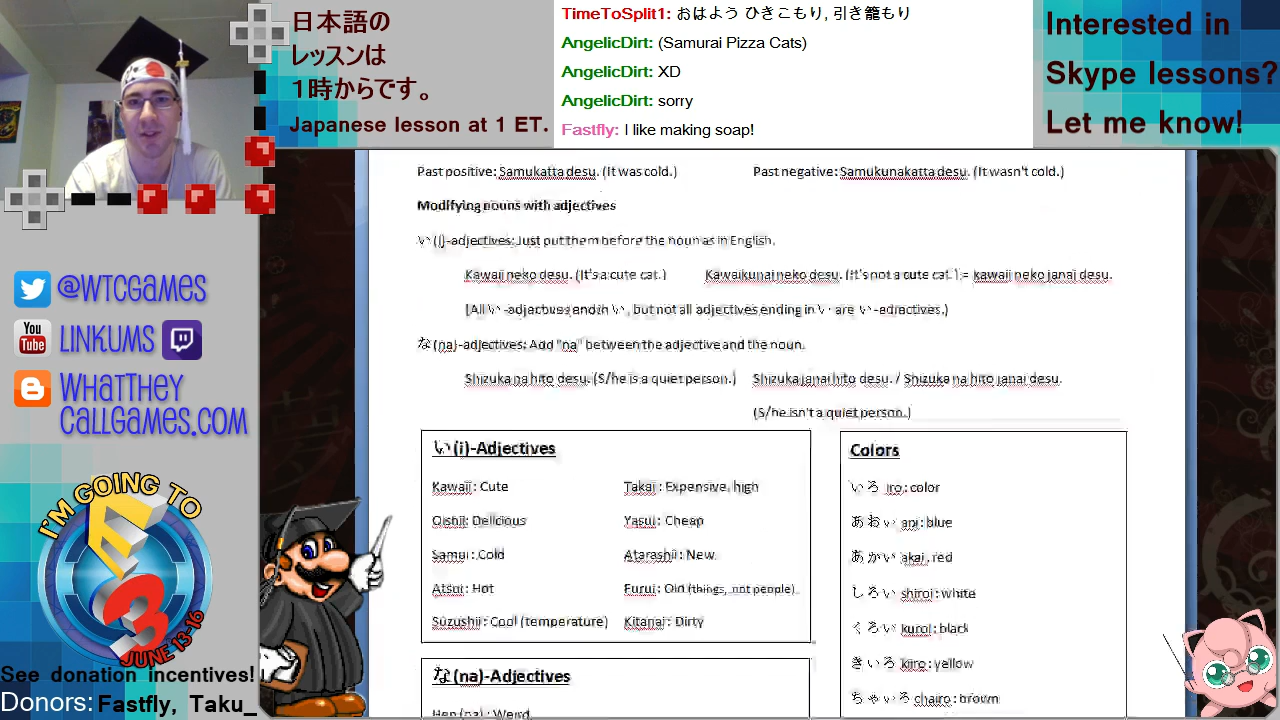 日本語の
レッスンは
１時からです。
Japanese lesson at 1 ET.
TimeToSplit1: おはよう ひきこもり, 引き籠もり
AngelicDirt: (Samurai Pizza Cats)
AngelicDirt: XD
AngelicDirt: sorry
Fastfly: I like making soap!
Interested in
Skype lessons?
Let me know!
@WTCGAMES
You Tube LINKUMS
WHATTHEY
CALLGAMES.COM
I'M GOING TO
E3
JUNE 13-16
See donation incentives!
Donors: Fastfly, Taku_
Past positive: Samukatta desu. (It was cold.) Past negative: Samukunakatta desu. (It wasn't cold.)
Modifying nouns with adjectives
い (i)-adjectives: Just put them before the noun as in English.
Kawaii neko desu. (It's a cute cat.) Kawaikunai neko desu. (It's not a cute cat.) = kawaii neko janai desu.
(All い-adjectives end in い, but not all adjectives ending in い are い-adjectives.)
な (na)-adjectives: Add "na" between the adjective and the noun.
Shizuka na hito desu. (S/he is a quiet person.) Shizuka janai hito desu. / Shizuka na hito janai desu.
(S/he isn't a quiet person.)
い (i)-Adjectives
Kawaii: Cute Takai: Expensive, high
Oishii: Delicious Yasui: Cheap
Samui: Cold Atarashii: New
Atsui: Hot Furui: Old (things, not people)
Suzushii: Cool (temperature) Kitanai: Dirty
な (na)-Adjectives
Hen (na): Weird
Colors
いろ iro: color
あおい aoi: blue
あかい akai: red
しろい shiroi: white
くろい kuroi: black
きいろ kiiro: yellow
ちゃいろ chairo: brown